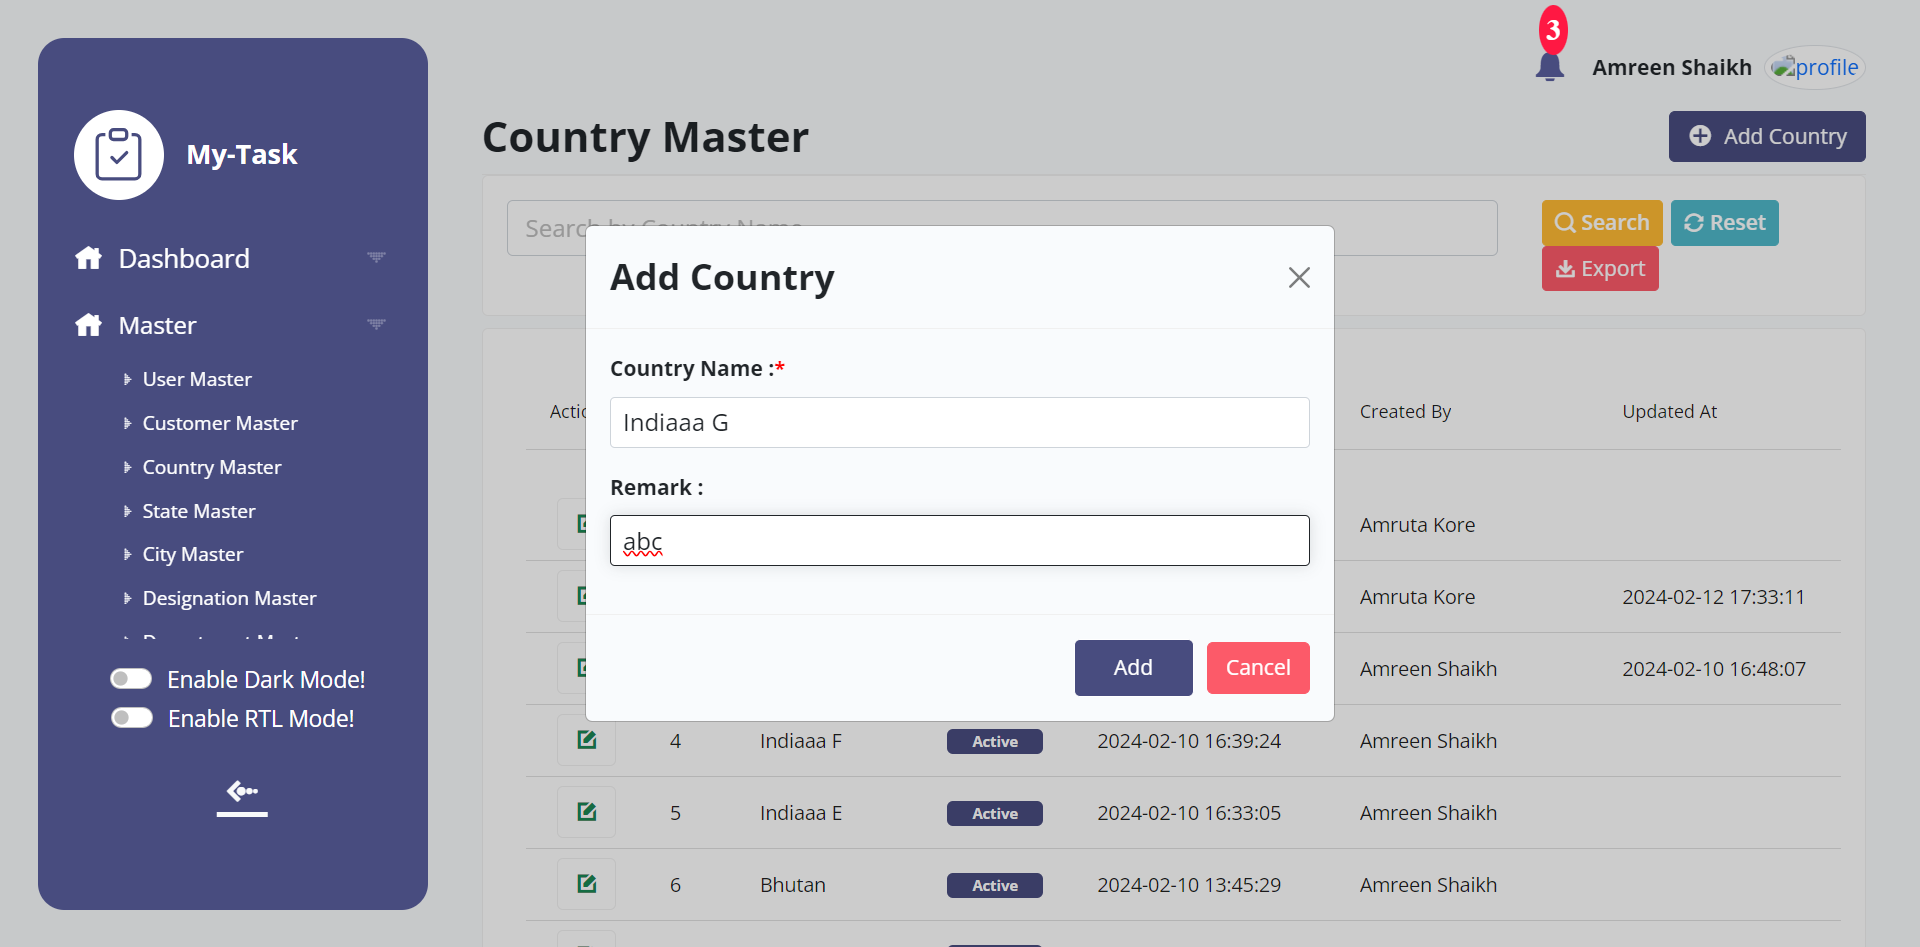 3
Amreen Shaikh
profile
My-Task
Dashboard
Master
User Master
Customer Master
Country Master
State Master
City Master
Designation Master
Enable Dark Mode!
Enable RTL Mode!
Country Master
Add Country
Search by Country Name
Search
Reset
Export
Add Country
Country Name :*
Indiaaa G
Remark :
abc
Add
Cancel
Created By
Updated At
Amruta Kore
Amruta Kore
2024-02-12 17:33:11
Amreen Shaikh
2024-02-10 16:48:07
4
Indiaaa F
Active
2024-02-10 16:39:24
Amreen Shaikh
5
Indiaaa E
Active
2024-02-10 16:33:05
Amreen Shaikh
6
Bhutan
Active
2024-02-10 13:45:29
Amreen Shaikh